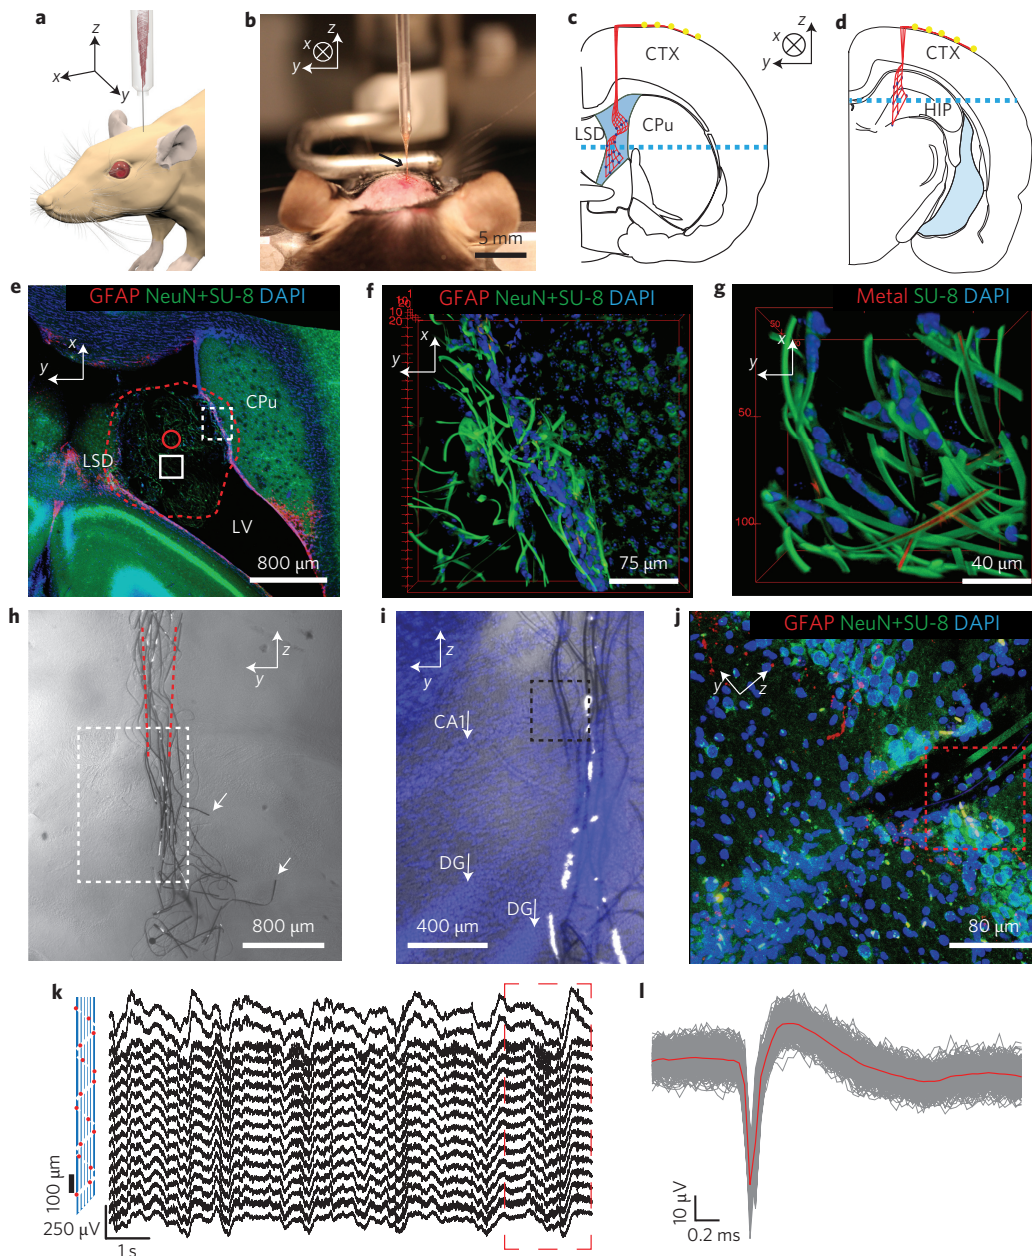 a
z
x
y
b
z
x
y
5 mm
c
CTX
LSD
CPu
x
z
y
d
CTX
HIP
e
GFAP NeuN+SU-8 DAPI
x
y
CPu
LSD
LV
800 μm
f
GFAP NeuN+SU-8 DAPI
20
x
y
75 μm
g
Metal SU-8 DAPI
x
y
50
100
40 μm
h
z
y
800 μm
i
z
y
CA1
DG
DG
400 μm
j
GFAP NeuN+SU-8 DAPI
y
z
80 μm
k
100 μm
250 μV
1 s
l
10 μV
0.2 ms